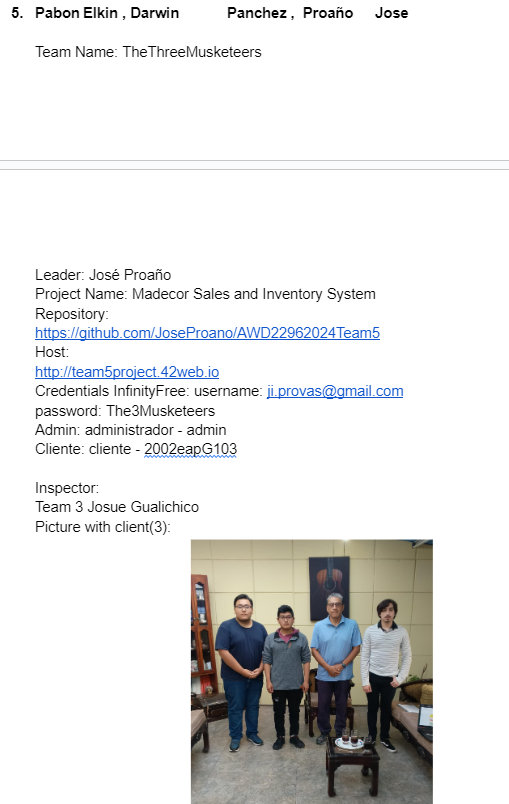 5. Pabon Elkin , Darwin Panchez , Proaño Jose
Team Name: TheThreeMusketeers
Leader: José Proaño
Project Name: Madecor Sales and Inventory System
Repository:
https://github.com/JoseProano/AWD22962024Team5
Host:
http://team5project.42web.io
Credentials InfinityFree: username: ji.provas@gmail.com
password: The3Musketeers
Admin: administrador - admin
Cliente: cliente - 2002eapG103
Inspector:
Team 3 Josue Gualichico
Picture with client(3):